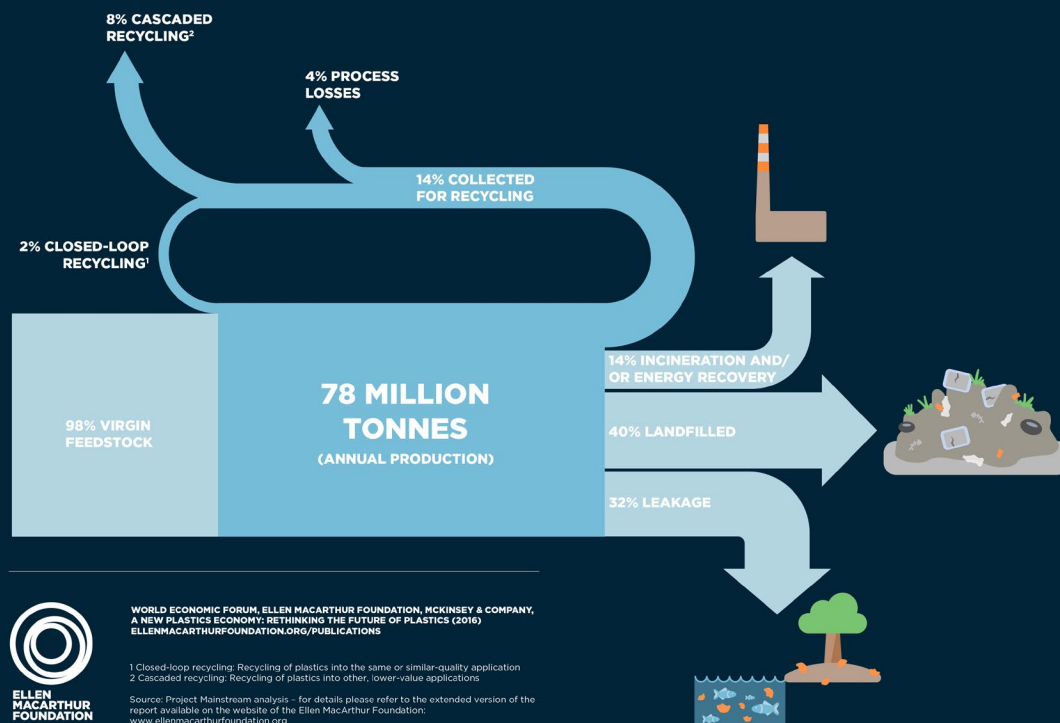 8% CASCADED
RECYCLING²
4% PROCESS
LOSSES
14% COLLECTED
FOR RECYCLING
2% CLOSED-LOOP
RECYCLING¹
98% VIRGIN
FEEDSTOCK
78 MILLION
TONNES
(ANNUAL PRODUCTION)
14% INCINERATION AND/
OR ENERGY RECOVERY
40% LANDFILLED
32% LEAKAGE
ELLEN
MACARTHUR
FOUNDATION
WORLD ECONOMIC FORUM, ELLEN MACARTHUR FOUNDATION, MCKINSEY & COMPANY,
A NEW PLASTICS ECONOMY: RETHINKING THE FUTURE OF PLASTICS (2016)
ELLENMACARTHURFOUNDATION.ORG/PUBLICATIONS
1 Closed-loop recycling: Recycling of plastics into the same or similar-quality application
2 Cascaded recycling: Recycling of plastics into other, lower-value applications
Source: Project Mainstream analysis – for details please refer to the extended version of the
report available on the website of the Ellen MacArthur Foundation:
www.ellenmacarthurfoundation.org